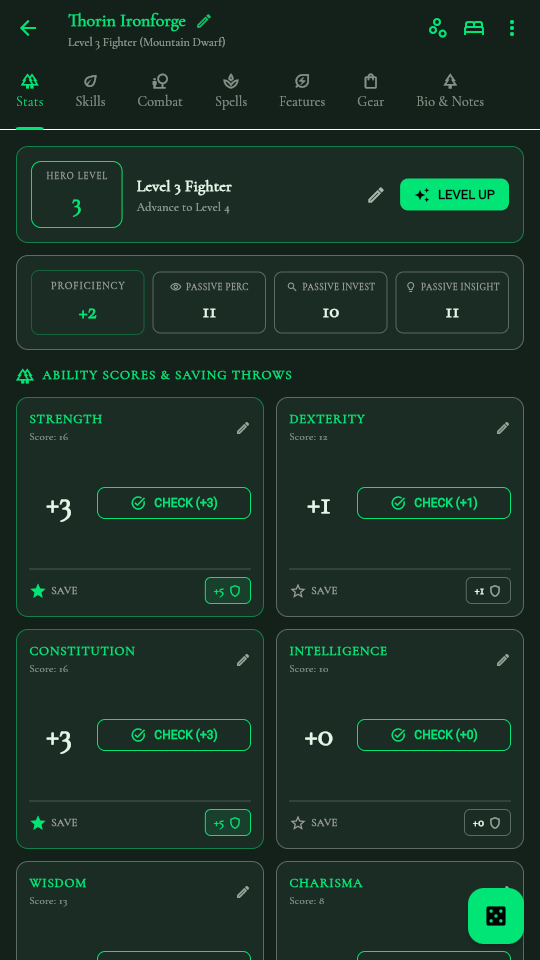 Thorin Ironforge
Level 3 Fighter (Mountain Dwarf)
Stats Skills Combat Spells Features Gear Bio & Notes
HERO LEVEL
3
Level 3 Fighter
Advance to Level 4
LEVEL UP
PROFICIENCY
+2
PASSIVE PERC
11
PASSIVE INVEST
10
PASSIVE INSIGHT
11
ABILITY SCORES & SAVING THROWS
STRENGTH
Score: 16
+3
CHECK (+3)
SAVE
+5
DEXTERITY
Score: 12
+1
CHECK (+1)
SAVE
+1
CONSTITUTION
Score: 16
+3
CHECK (+3)
SAVE
+5
INTELLIGENCE
Score: 10
+0
CHECK (+0)
SAVE
+0
WISDOM
Score: 13
CHARISMA
Score: 8